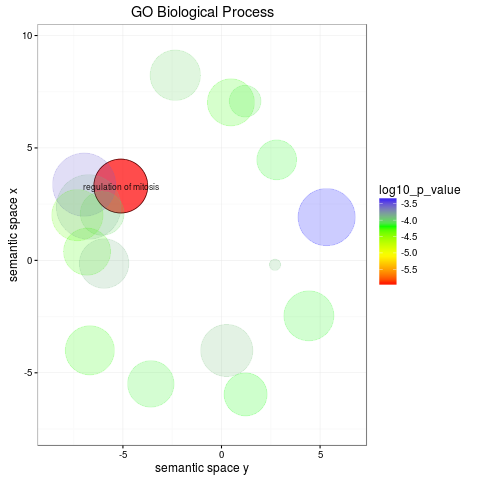 GO Biological Process
10
5
0
-5
semantic space x
regulation of mitosis
-5
0
5
semantic space y
log10_p_value
-3.5
-4.0
-4.5
-5.0
-5.5